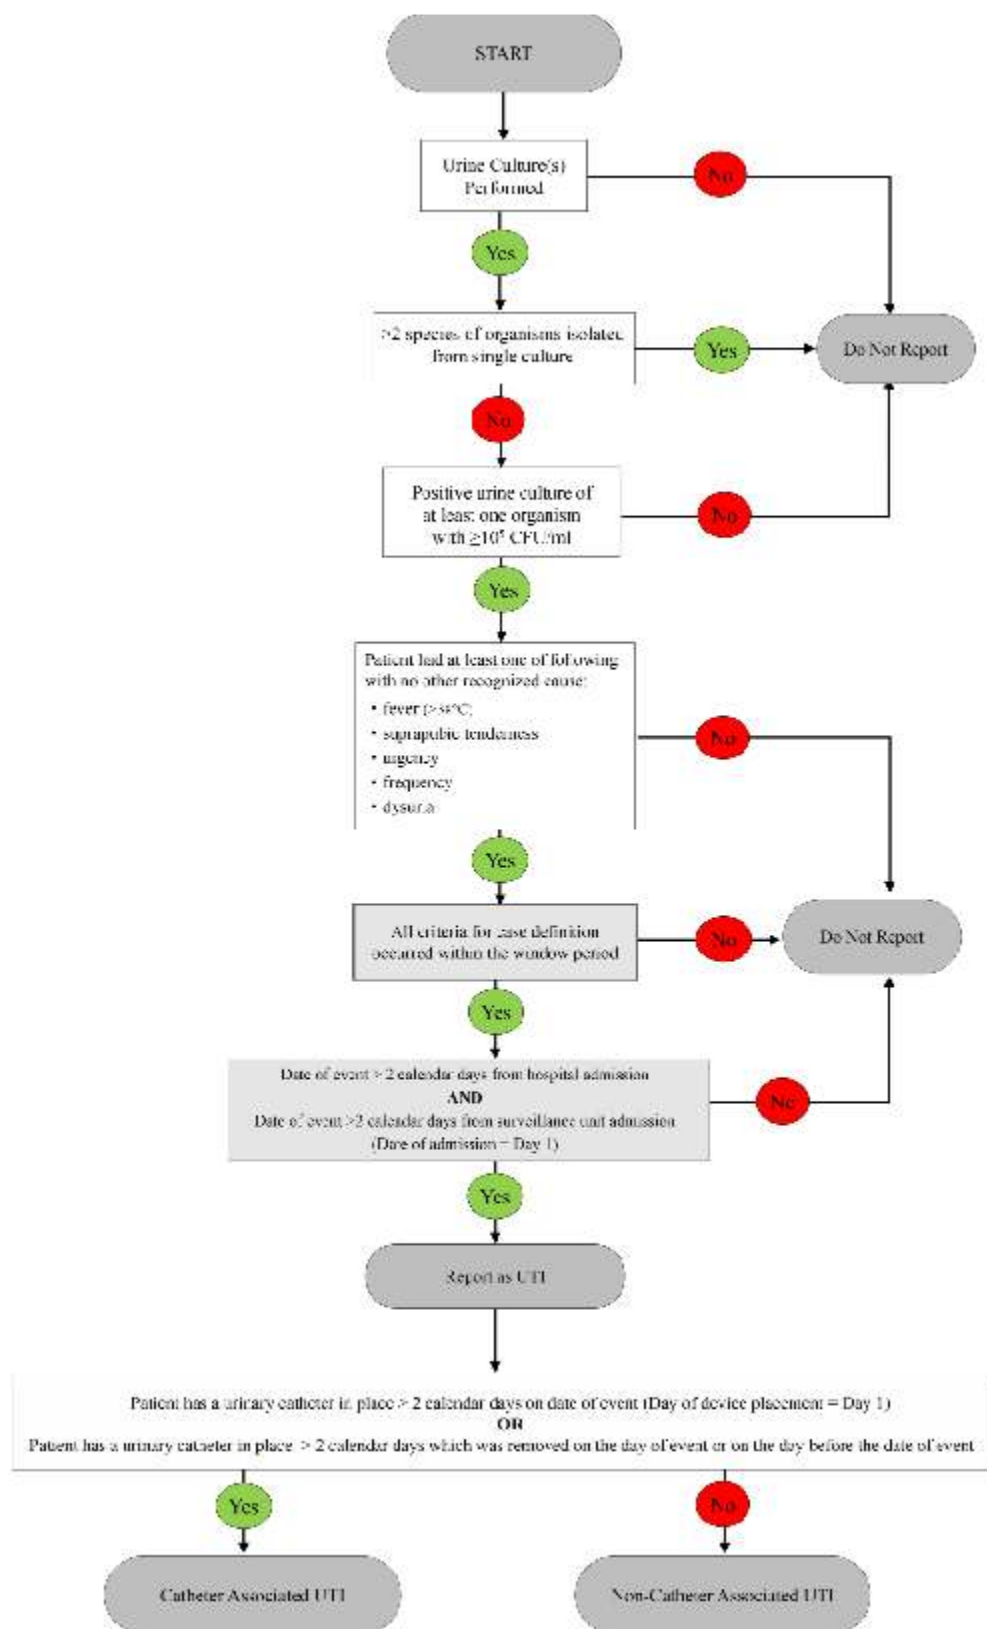 START
Urine Culture(s)
Performed
No
Yes
>2 species of organisms isolated
from single culture
Yes
Do Not Report
No
Positive urine culture of
at least one organism
with ≥10⁵ CFU/ml
No
Yes
Patient had at least one of following
with no other recognized cause:
• fever (>38°C)
• suprapubic tenderness
• urgency
• frequency
• dysuria
No
Yes
All criteria for case definition
occurred within the window period
No
Do Not Report
Yes
Date of event > 2 calendar days from hospital admission
AND
Date of event >2 calendar days from surveillance unit admission
(Date of admission = Day 1)
No
Yes
Report as UTI
Patient has a urinary catheter in place > 2 calendar days on date of event (Day of device placement = Day 1)
OR
Patient has a urinary catheter in place > 2 calendar days which was removed on the day of event or on the day before the date of event
Yes
No
Catheter Associated UTI
Non-Catheter Associated UTI